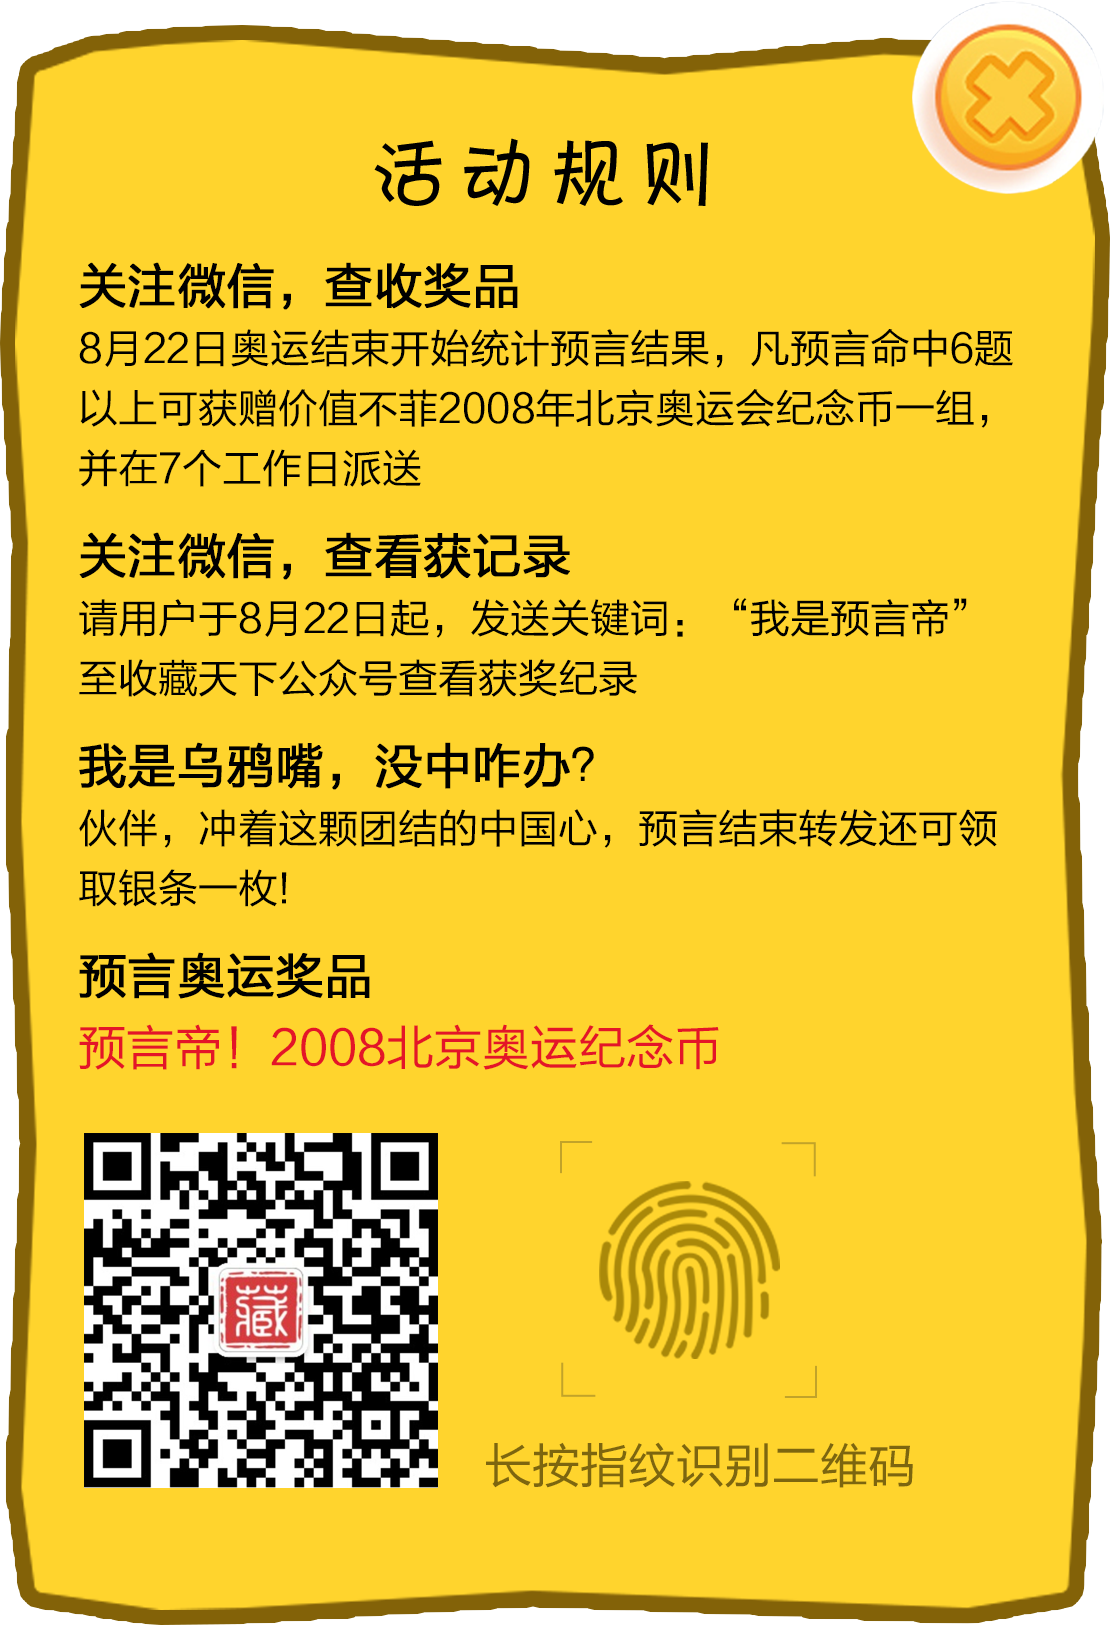 活动规则
关注微信，查收奖品
8月22日奥运结束开始统计预言结果，凡预言命中6题
以上可获赠价值不菲2008年北京奥运会纪念币一组，
并在7个工作日派送
关注微信，查看获记录
请用户于8月22日起，发送关键词：“我是预言帝”
至收藏天下公众号查看获奖纪录
我是乌鸦嘴，没中咋办?
伙伴，冲着这颗团结的中国心，预言结束转发还可领
取银条一枚!
预言奥运奖品
预言帝！2008北京奥运纪念币
藏
长按指纹识别二维码